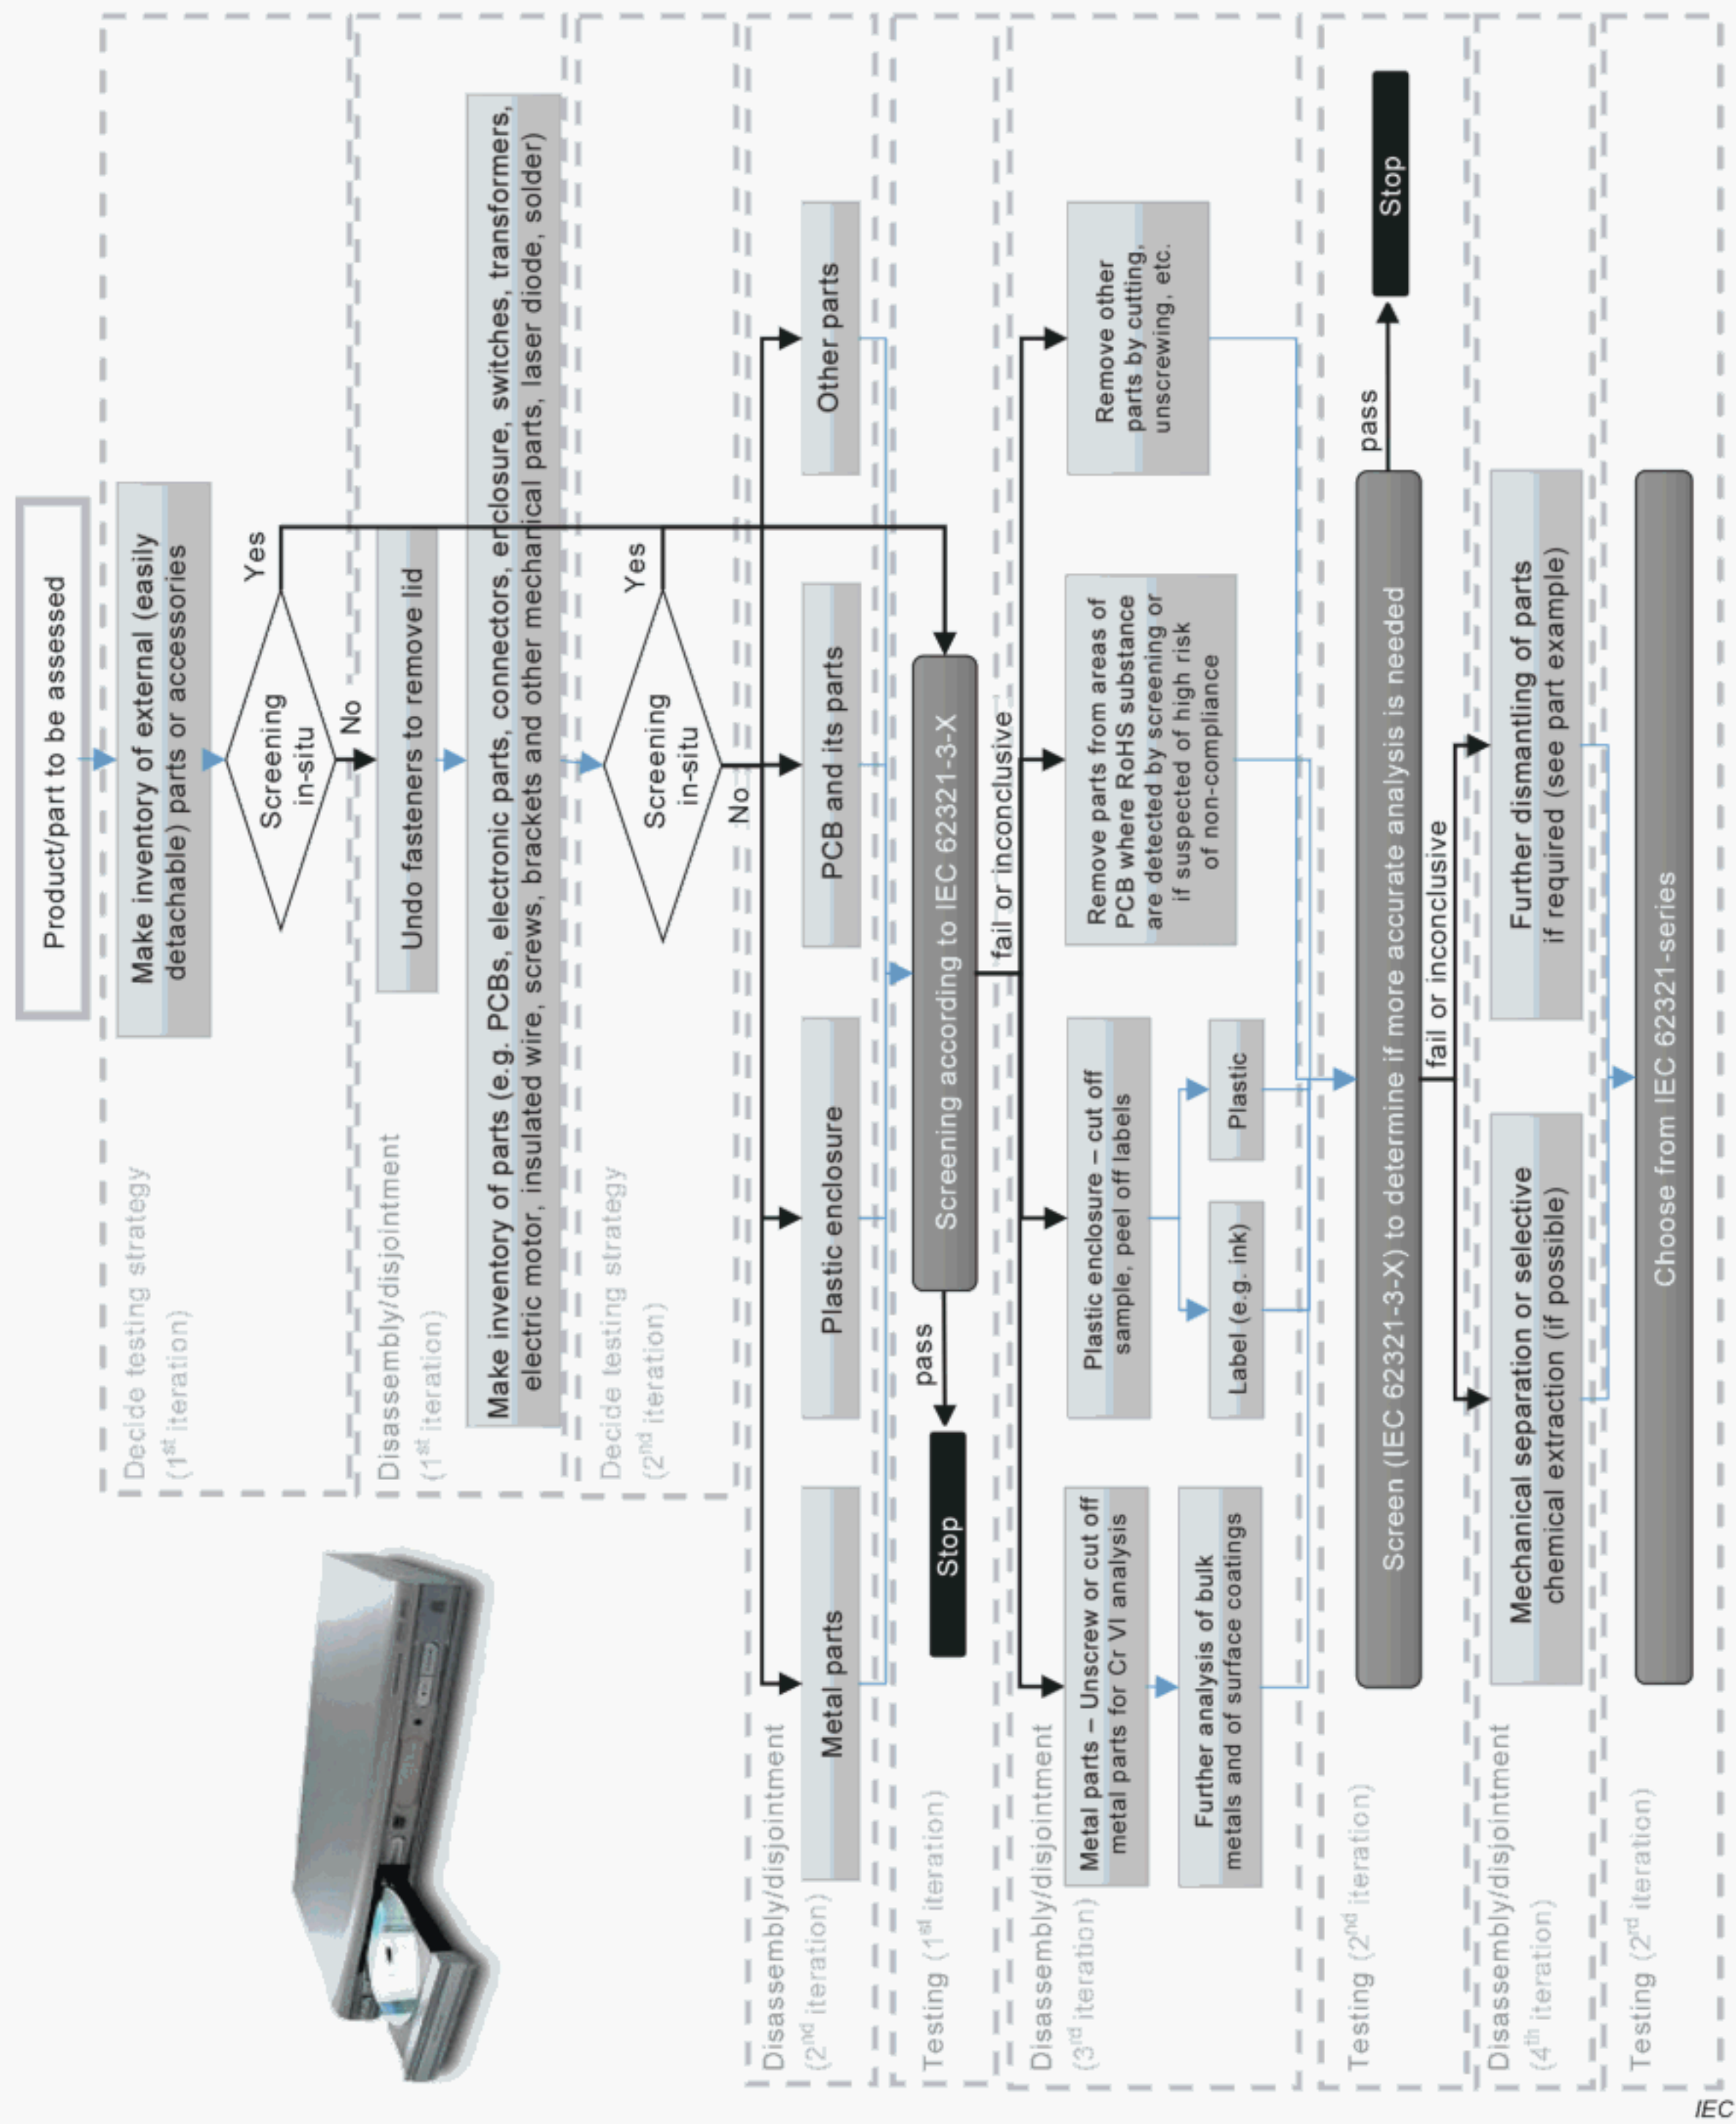 Product/part to be assessed
Decide testing strategy
(1st iteration)
Make inventory of external (easily
detachable) parts or accessories
Screening
in-situ
Yes
No
Disassembly/disjointment
(1st iteration)
Undo fasteners to remove lid
Make inventory of parts (e.g. PCBs, electronic parts, connectors, enclosure, switches, transformers,
electric motor, insulated wire, screws, brackets and other mechanical parts, laser diode, solder)
Decide testing strategy
(2nd iteration)
Screening
in-situ
Yes
No
Disassembly/disjointment
(2nd iteration)
Metal parts
Plastic enclosure
PCB and its parts
Other parts
Testing (1st iteration)
Stop
pass
Screening according to IEC 62321-3-X
fail or inconclusive
Disassembly/disjointment
(3rd iteration)
Metal parts – Unscrew or cut off
metal parts for Cr VI analysis
Further analysis of bulk
metals and of surface coatings
Plastic enclosure – cut off
sample, peel off labels
Label (e.g. ink)
Plastic
Remove parts from areas of
PCB where RoHS substance
are detected by screening or
if suspected of high risk
of non-compliance
Remove other
parts by cutting,
unscrewing, etc.
Testing (2nd iteration)
Screen (IEC 62321-3-X) to determine if more accurate analysis is needed
pass
Stop
fail or inconclusive
Disassembly/disjointment
(4th iteration)
Mechanical separation or selective
chemical extraction (if possible)
Further dismantling of parts
if required (see part example)
Testing (2rd iteration)
Choose from IEC 62321-series
IEC